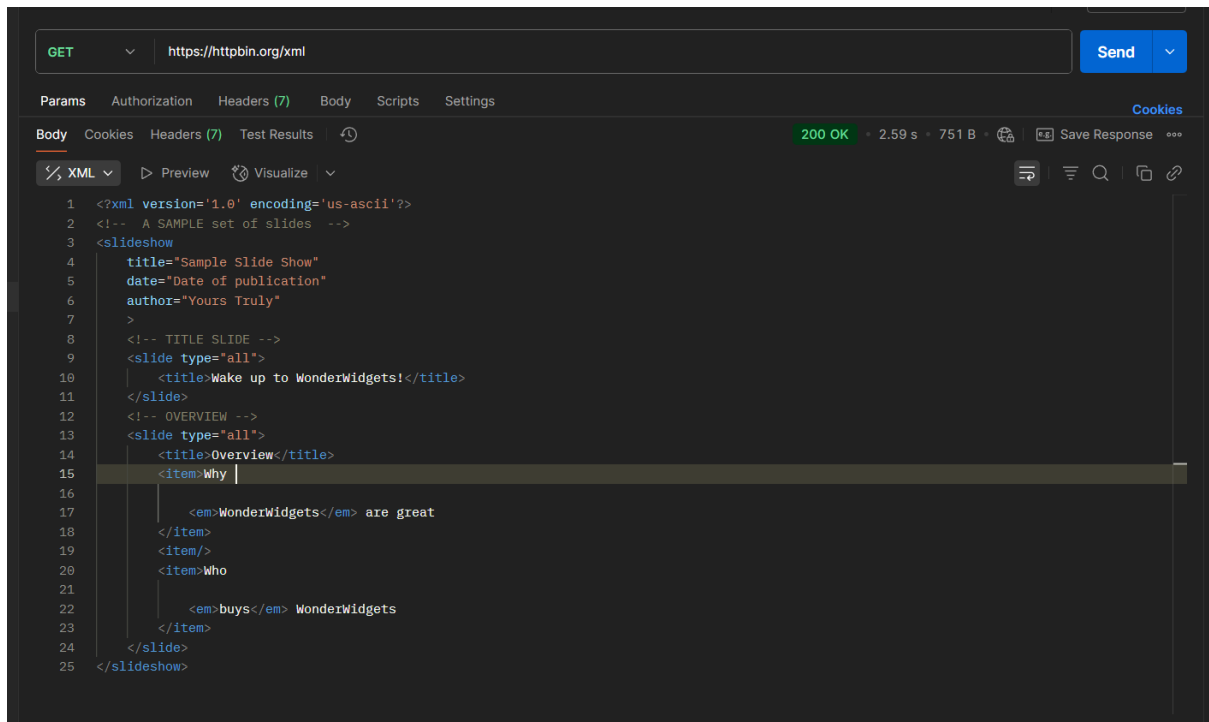 GET https://httpbin.org/xml Send
Params Authorization Headers (7) Body Scripts Settings
Cookies
Body Cookies Headers (7) Test Results 200 OK • 2.59 s • 751 B • e.g. Save Response
XML Preview Visualize
1 <?xml version='1.0' encoding='us-ascii'?>
2 <!--  A SAMPLE set of slides  -->
3 <slideshow
4     title="Sample Slide Show"
5     date="Date of publication"
6     author="Yours Truly"
7     >
8     <!-- TITLE SLIDE -->
9     <slide type="all">
10         <title>Wake up to WonderWidgets!</title>
11     </slide>
12     <!-- OVERVIEW -->
13     <slide type="all">
14         <title>Overview</title>
15         <item>Why
16
17             <em>WonderWidgets</em> are great
18         </item>
19         <item/>
20         <item>Who
21
22             <em>buys</em> WonderWidgets
23         </item>
24     </slide>
25 </slideshow>